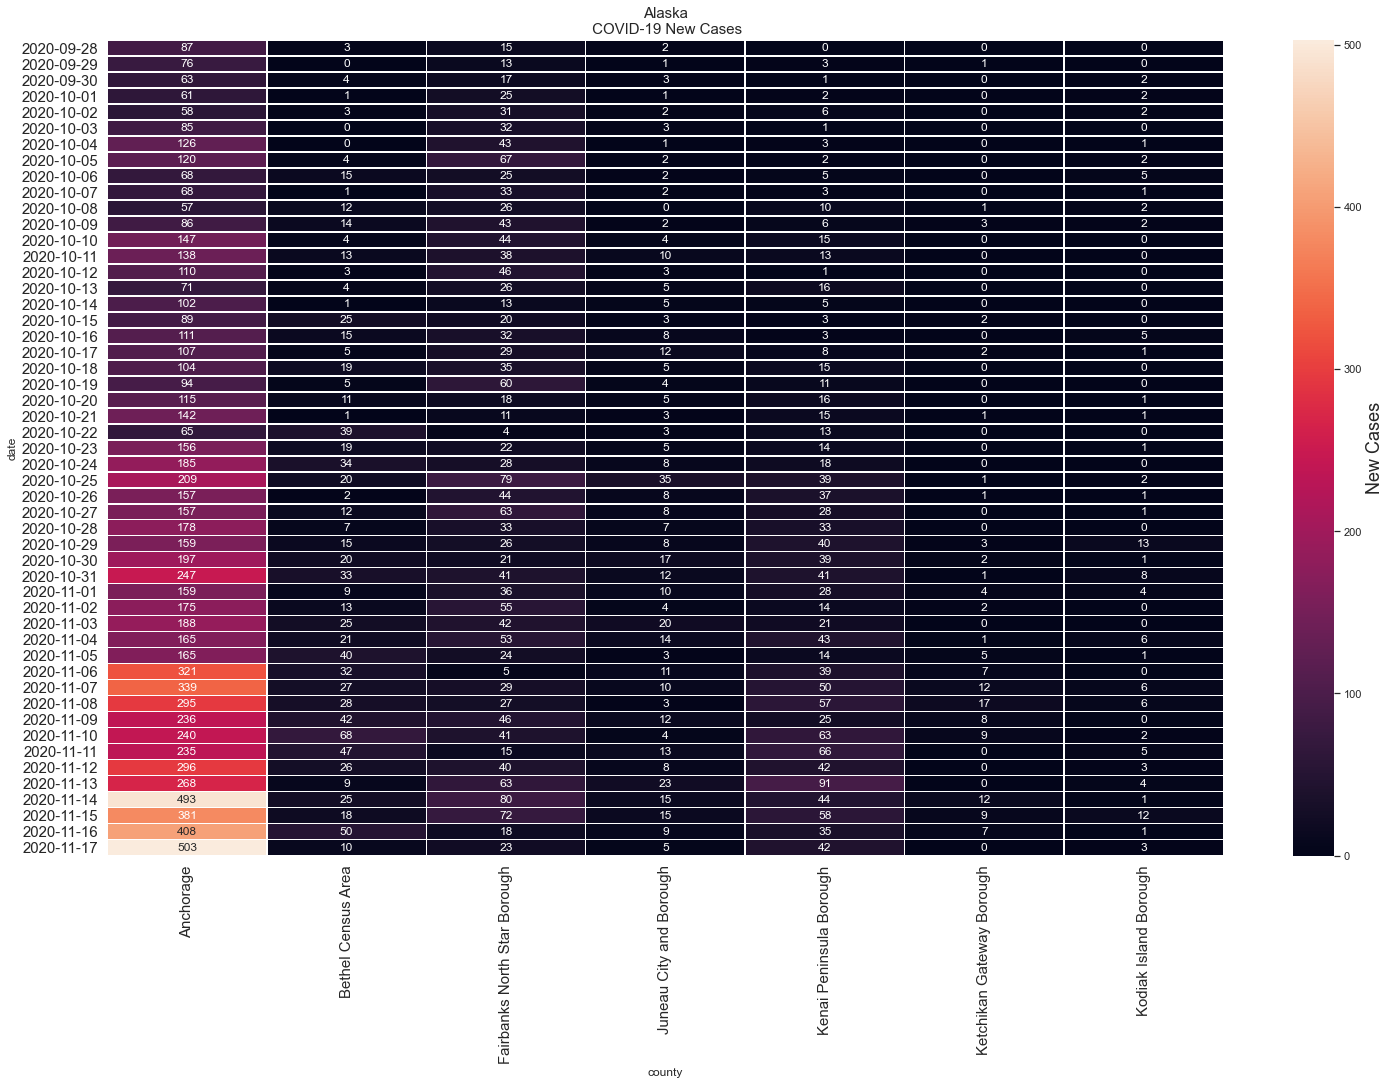 Alaska
COVID-19 New Cases
2020-09-28 87 3 15 2 0 0 0
2020-09-29 76 0 13 1 3 1 0
2020-09-30 63 4 17 3 1 0 2
2020-10-01 61 1 25 1 2 0 2
2020-10-02 58 3 31 2 6 0 2
2020-10-03 85 0 32 3 1 0 0
2020-10-04 126 0 43 1 3 0 1
2020-10-05 120 4 67 2 2 0 2
2020-10-06 68 15 25 2 5 0 5
2020-10-07 68 1 33 2 3 0 1
2020-10-08 57 12 26 0 10 1 2
2020-10-09 86 14 43 2 6 3 2
2020-10-10 147 4 44 4 15 0 0
2020-10-11 138 13 38 10 13 0 0
2020-10-12 110 3 46 3 1 0 0
2020-10-13 71 4 26 5 16 0 0
2020-10-14 102 1 13 5 5 0 0
2020-10-15 89 25 20 3 3 2 0
2020-10-16 111 15 32 8 3 0 5
2020-10-17 107 5 29 12 8 2 1
2020-10-18 104 19 35 5 15 0 0
2020-10-19 94 5 60 4 11 0 0
2020-10-20 115 11 18 5 16 0 1
2020-10-21 142 1 11 3 15 1 1
2020-10-22 65 39 4 3 13 0 0
2020-10-23 156 19 22 5 14 0 1
2020-10-24 185 34 28 8 18 0 0
2020-10-25 209 20 79 35 39 1 2
2020-10-26 157 2 44 8 37 1 1
2020-10-27 157 12 63 8 28 0 1
2020-10-28 178 7 33 7 33 0 0
2020-10-29 159 15 26 8 40 3 13
2020-10-30 197 20 21 17 39 2 1
2020-10-31 247 33 41 12 41 1 8
2020-11-01 159 9 36 10 28 4 4
2020-11-02 175 13 55 4 14 2 0
2020-11-03 188 25 42 20 21 0 0
2020-11-04 165 21 53 14 43 1 6
2020-11-05 165 40 24 3 14 5 1
2020-11-06 321 32 5 11 39 7 0
2020-11-07 339 27 29 10 50 12 6
2020-11-08 295 28 27 3 57 17 6
2020-11-09 236 42 46 12 25 8 0
2020-11-10 240 68 41 4 63 9 2
2020-11-11 235 47 15 13 66 0 5
2020-11-12 296 26 40 8 42 0 3
2020-11-13 268 9 63 23 91 0 4
2020-11-14 493 25 80 15 44 12 1
2020-11-15 381 18 72 15 58 9 12
2020-11-16 408 50 18 9 35 7 1
2020-11-17 503 10 23 5 42 0 3
date
Anchorage
Bethel Census Area
Fairbanks North Star Borough
Juneau City and Borough
Kenai Peninsula Borough
Ketchikan Gateway Borough
Kodiak Island Borough
county
500
400
300
200
100
0
New Cases